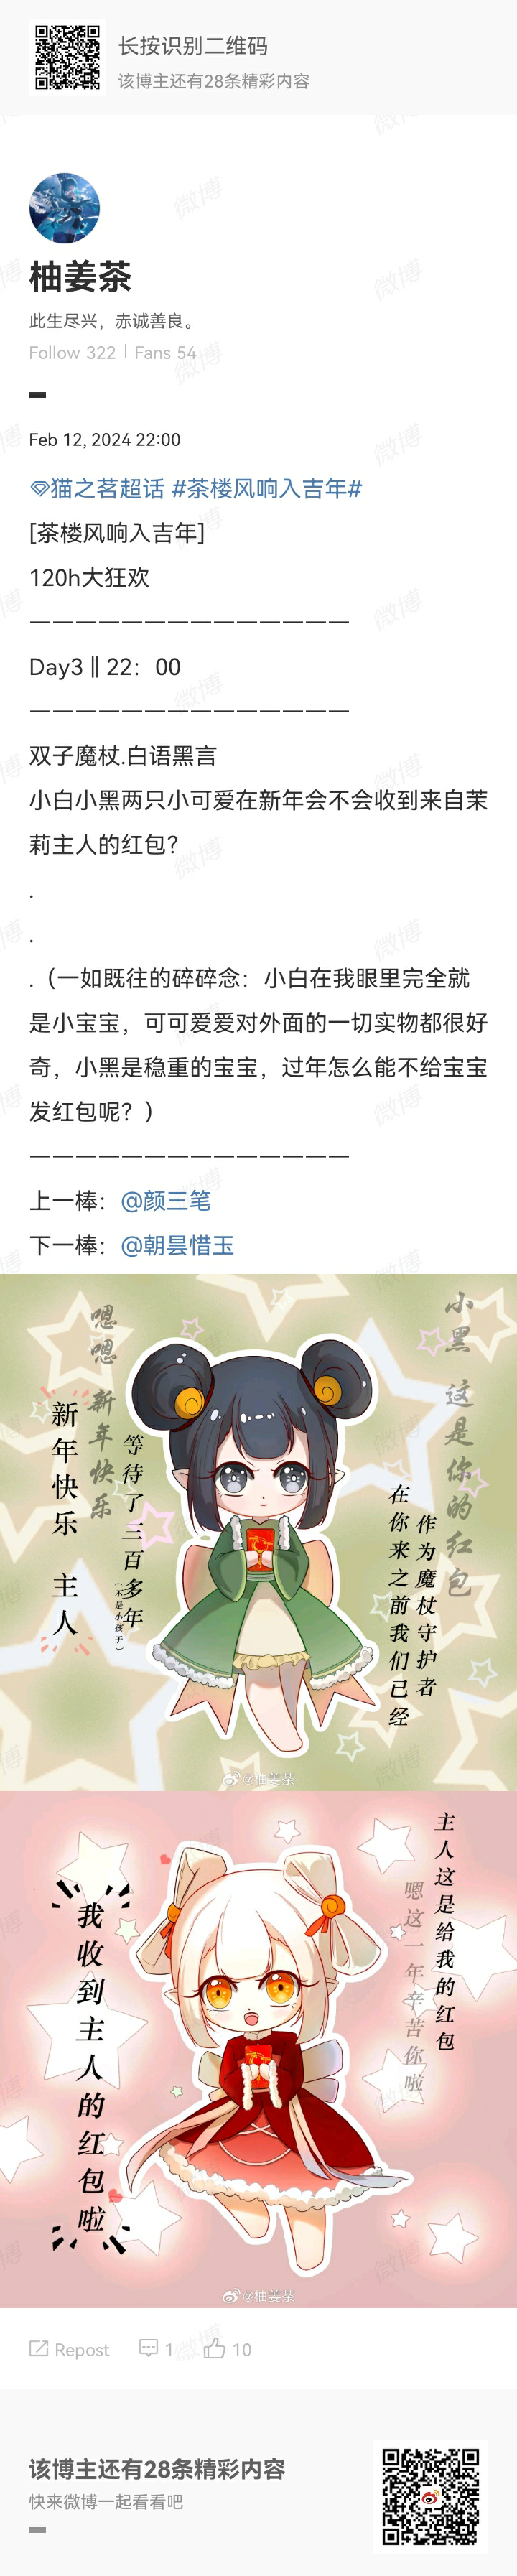 长按识别二维码
该博主还有28条精彩内容
柚姜茶
此生尽兴，赤诚善良。
Follow 322 | Fans 54
Feb 12, 2024 22:00
猫之茗超话 #茶楼风响入吉年#
[茶楼风响入吉年]
120h大狂欢
——————————————
Day3 ‖ 22：00
——————————————
双子魔杖.白语黑言
小白小黑两只小可爱在新年会不会收到来自茉
莉主人的红包？
.
.
.（一如既往的碎碎念：小白在我眼里完全就
是小宝宝，可可爱爱对外面的一切实物都很好
奇，小黑是稳重的宝宝，过年怎么能不给宝宝
发红包呢？）
——————————————
上一棒：@颜三笔
下一棒：@朝昙惜玉
小黑 这是你的红包
作为魔杖守护者
在你来之前我们已经
等待了三百多年
（不是小孩子）
嗯嗯 新年快乐
新年快乐 主人
@柚姜茶
主人这是给我的红包
嗯这一年辛苦你啦
我收到主人的红包啦
@柚姜茶
Repost 1 10
该博主还有28条精彩内容
快来微博一起看看吧
微博